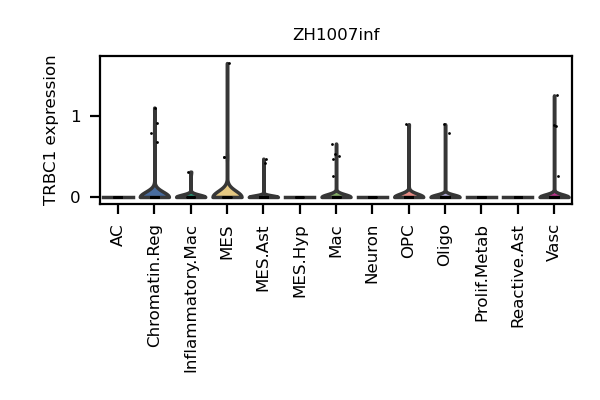 ZH1007inf
TRBC1 expression
1
0
AC
Chromatin.Reg
Inflammatory.Mac
MES
MES.Ast
MES.Hyp
Mac
Neuron
OPC
Oligo
Prolif.Metab
Reactive.Ast
Vasc